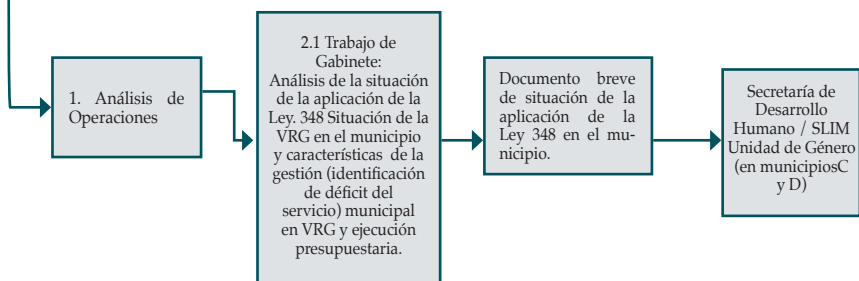 1. Análisis de
Operaciones
2.1 Trabajo de
Gabinete:
Análisis de la situación
de la aplicación de la
Ley. 348 Situación de la
VRG en el municipio
y características de la
gestión (identificación
de déficit del
servicio) municipal
en VRG y ejecución
presupuestaria.
Documento breve
de situación de la
aplicación de la
Ley 348 en el mu-
nicipio.
Secretaría de
Desarrollo
Humano / SLIM
Unidad de Género
(en municipiosC
y D)